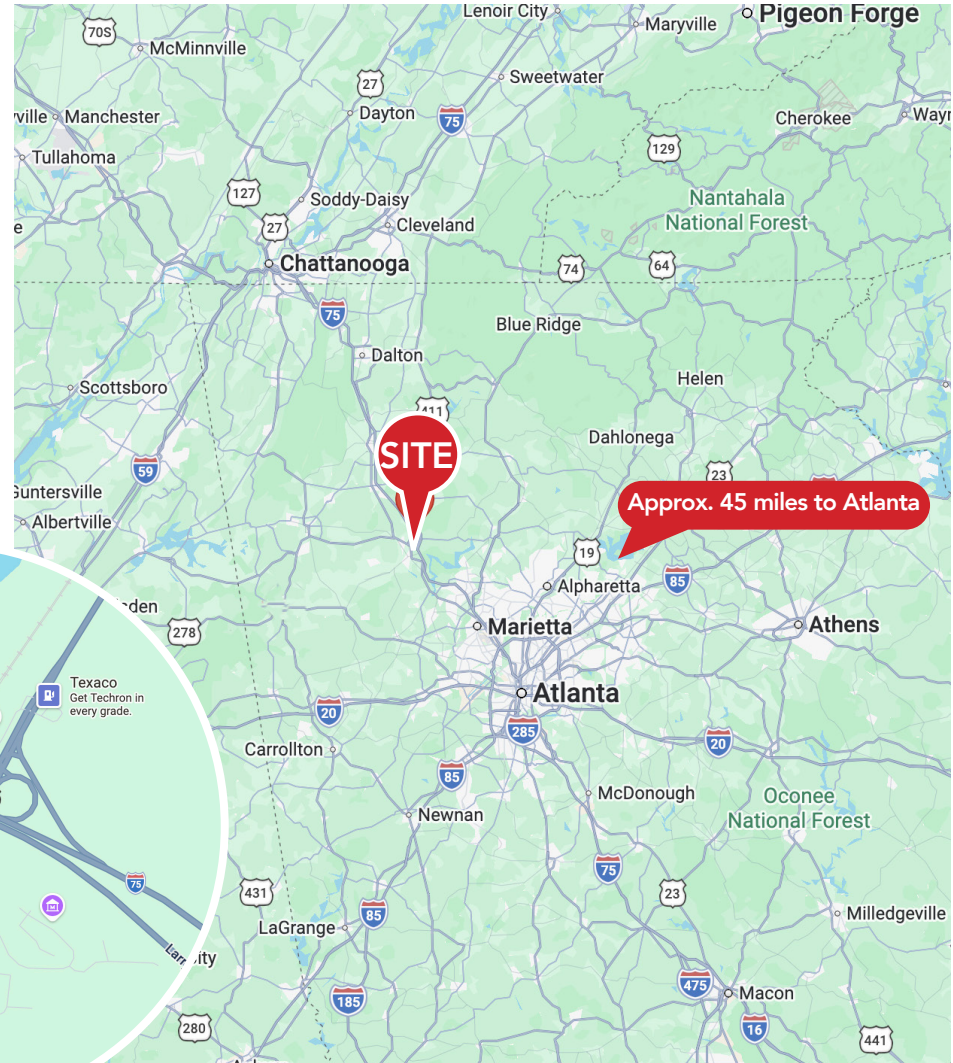 Lenoir City
Pigeon Forge
Maryville
70S
McMinnville
Sweetwater
27
Dayton
75
Manchester
Cherokee
Tullahoma
129
127
Soddy-Daisy
Nantahala
National Forest
27
Cleveland
Chattanooga
74
64
75
Blue Ridge
Dalton
Helen
Scottsboro
411
Dahlonega
SITE
59
23
Guntersville
Approx. 45 miles to Atlanta
Albertville
19
Alpharetta
85
278
Marietta
Athens
Texaco
Get Techron in
every grade.
Atlanta
20
285
20
Carrollton
85
McDonough
Oconee
National Forest
Newnan
75
75
431
23
85
Milledgeville
LaGrange
475
Macon
185
16
280
441